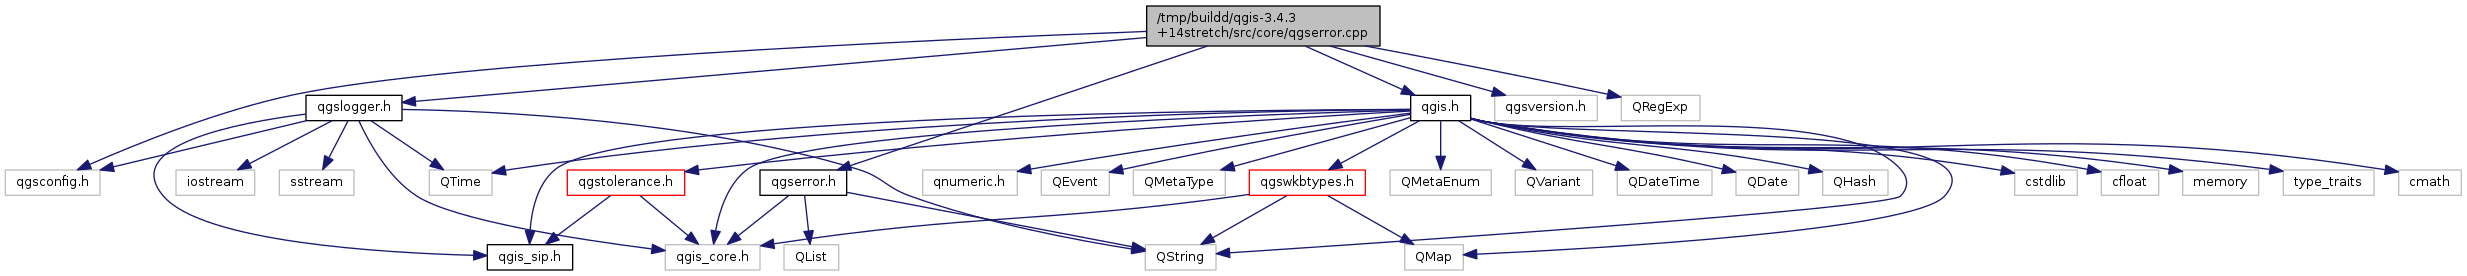 /tmp/buildd/qgis-3.4.3
+14stretch/src/core/qgserror.cpp
qgslogger.h
qgis.h
qgsversion.h
QRegExp
qgsconfig.h
iostream
sstream
QTime
qgstolerance.h
qgserror.h
qnumeric.h
QEvent
QMetaType
qgswkbtypes.h
QMetaEnum
QVariant
QDateTime
QDate
QHash
cstdlib
cfloat
memory
type_traits
cmath
qgis_sip.h
qgis_core.h
QList
QString
QMap